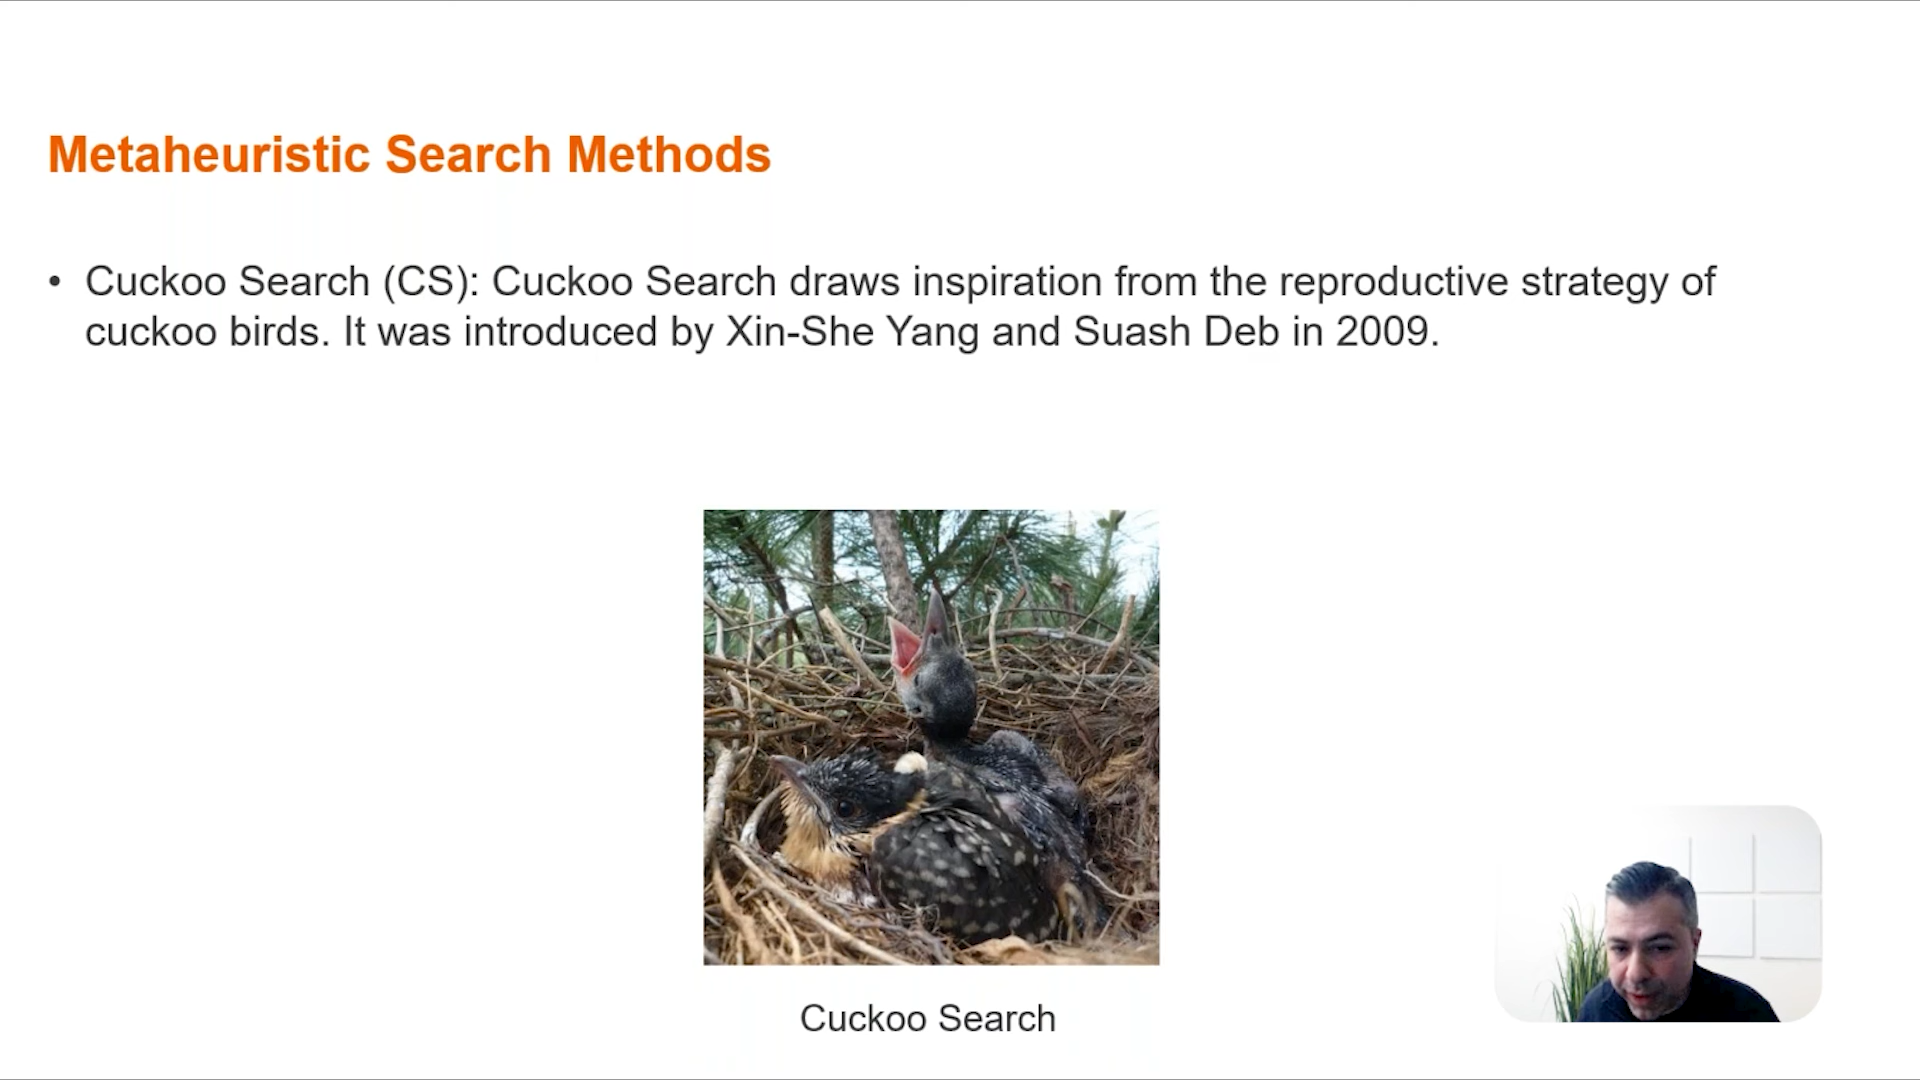 Metaheuristic Search Methods
• Cuckoo Search (CS): Cuckoo Search draws inspiration from the reproductive strategy of
cuckoo birds. It was introduced by Xin-She Yang and Suash Deb in 2009.
Cuckoo Search